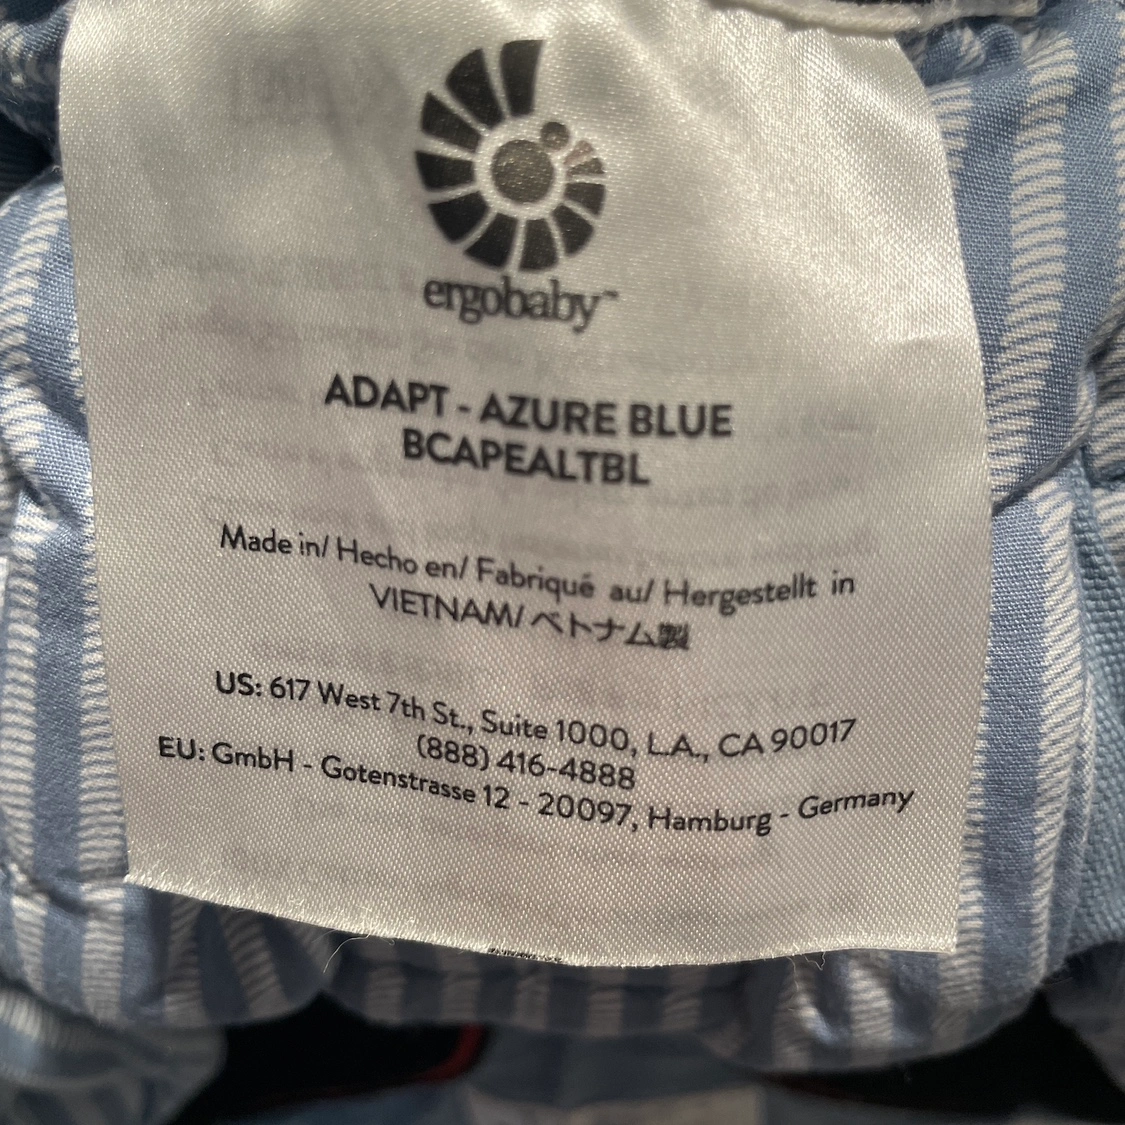 ergobaby™
ADAPT - AZURE BLUE
BCAPEALTBL
Made in/ Hecho en/ Fabriqué au/ Hergestellt in
VIETNAM/ ベトナム製
US: 617 West 7th St., Suite 1000, L.A., CA 90017
(888) 416-4888
EU: GmbH - Gotenstrasse 12 - 20097, Hamburg - Germany